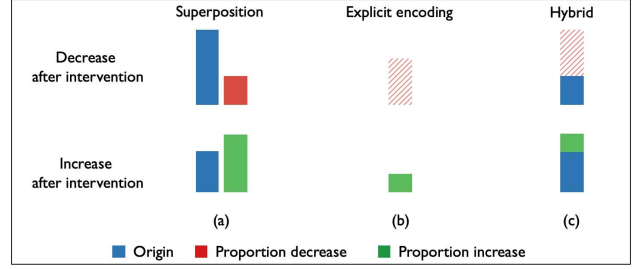 Superposition Explicit encoding Hybrid
Decrease
after intervention
Increase
after intervention
(a) (b) (c)
Origin Proportion decrease Proportion increase